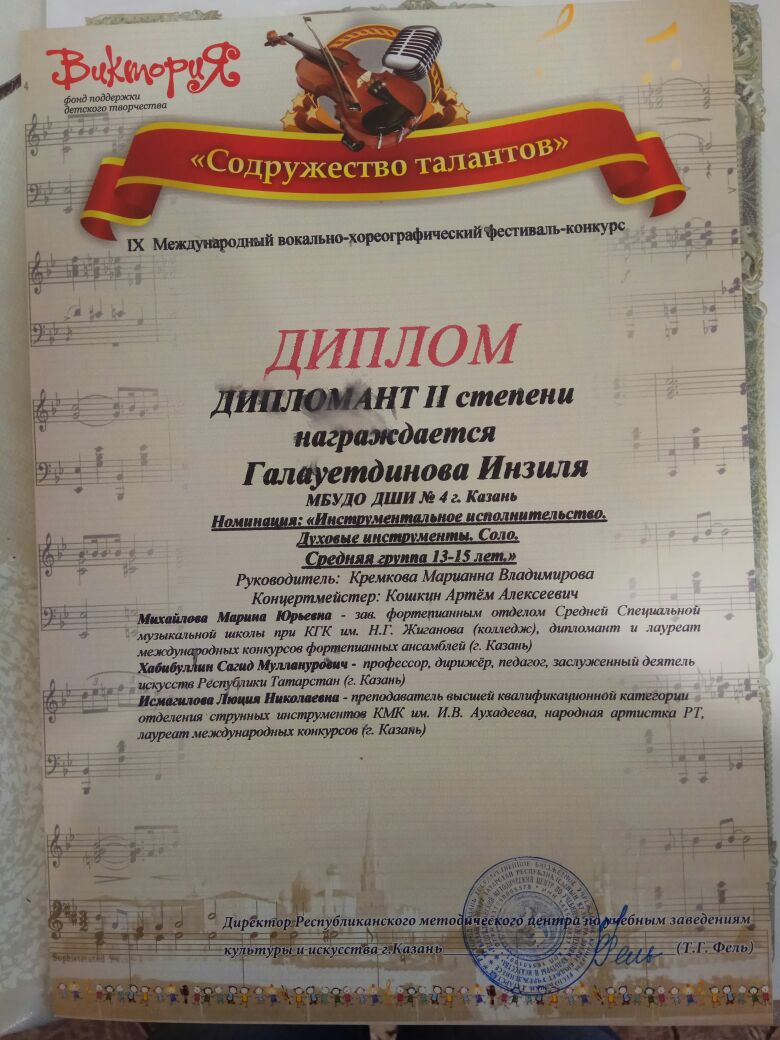 ВикториЯ
фонд поддержки
детского творчества
«Содружество талантов»
IX Международный вокально-хореографический фестиваль-конкурс
ДИПЛОМ
ДИПЛОМАНТ II степени
награждается
Галауетдинова Инзиля
МБУДО ДШИ № 4 г. Казань
Номинация: «Инструментальное исполнительство.
Духовые инструменты. Соло.
Средняя группа 13-15 лет.»
Руководитель: Кремкова Марианна Владимирова
Концертмейстер: Кошкин Артём Алексеевич
Михайлова Марина Юрьевна - зав. фортепианным отделом Средней Специальной
музыкальной школы при КГК им. Н.Г. Жиганова (колледж), дипломант и лауреат
международных конкурсов фортепианных ансамблей (г. Казань)
Хабибуллин Сагид Мулланурович - профессор, дирижёр, педагог, заслуженный деятель
искусств Республики Татарстан (г. Казань)
Исмагилова Люция Николаевна - преподаватель высшей квалификационной категории
отделения струнных инструментов КМК им. И.В. Аухадеева, народная артистка РТ,
лауреат международных конкурсов (г. Казань)
Директор Республиканского методического центра по учебным заведениям
культуры и искусства г.Казань (Т.Г. Фель)